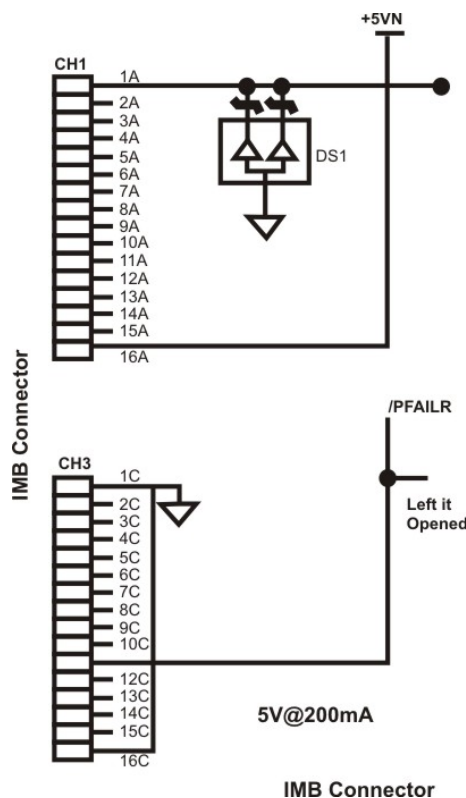 +5VN
CH1
1A
2A
3A
4A
5A
6A
7A
8A
9A
10A
11A
12A
13A
14A
15A
16A
DS1
IMB Connector
/PFAILR
Left it
Opened
CH3
1C
2C
3C
4C
5C
6C
7C
8C
9C
10C
12C
13C
14C
15C
16C
5V@200mA
IMB Connector